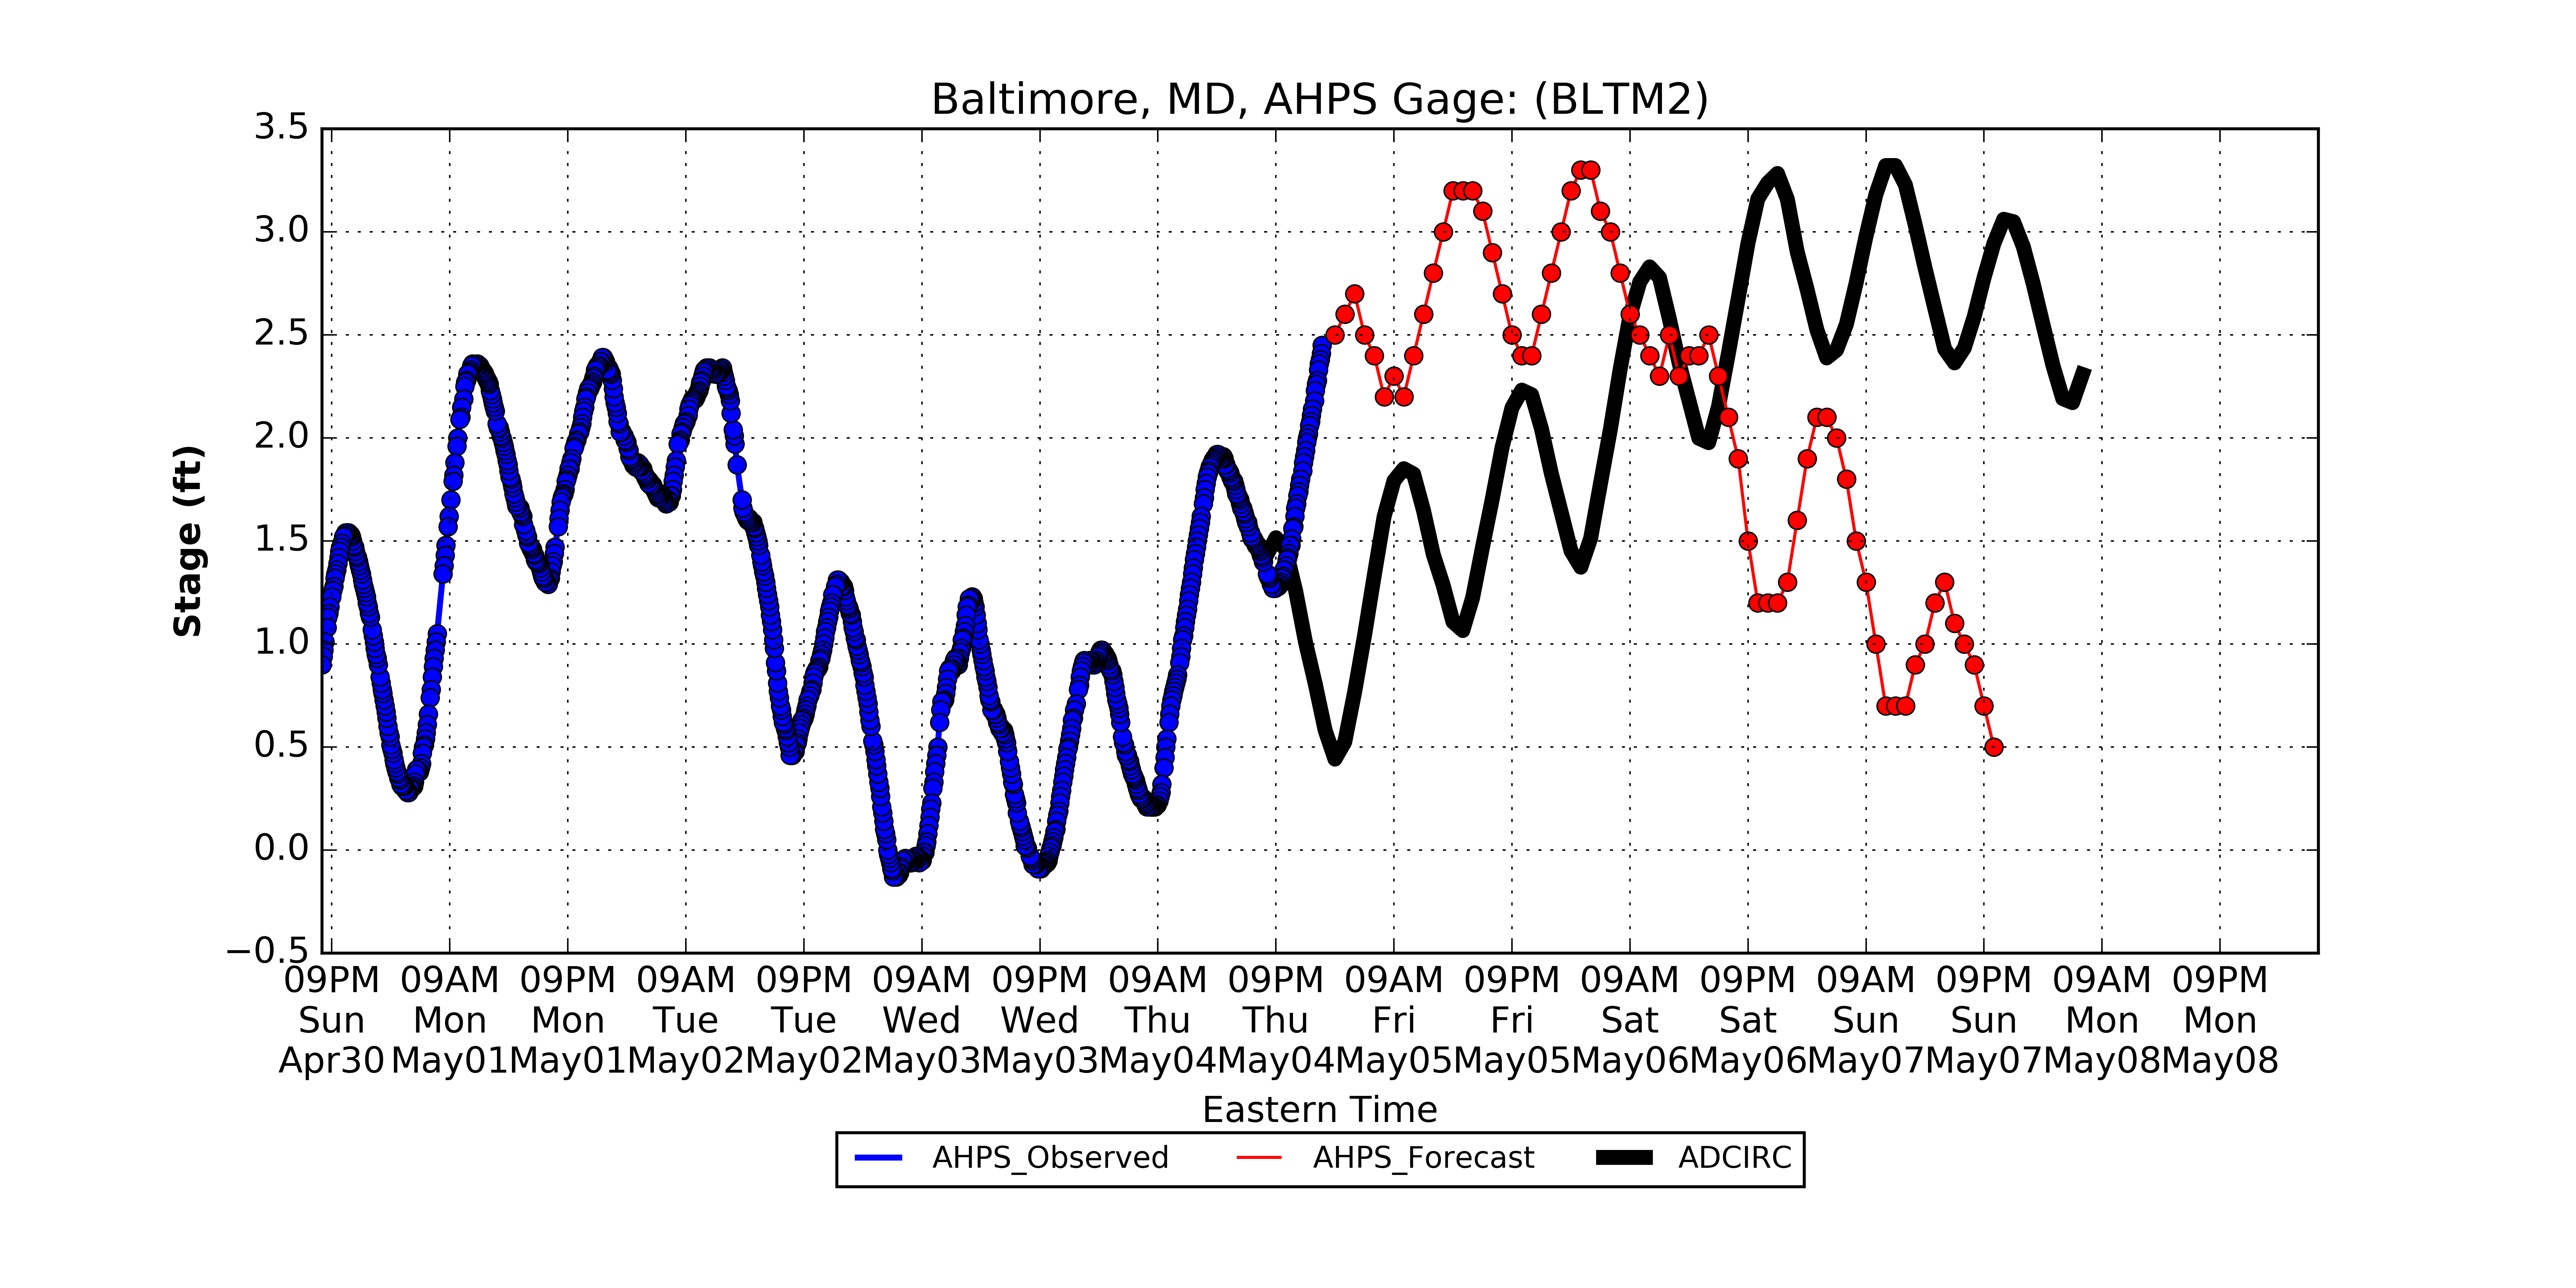 Baltimore, MD, AHPS Gage: (BLTM2)
3.5
3.0
2.5
2.0
1.5
1.0
0.5
0.0
−0.5
Stage (ft)
09PM 09AM 09PM 09AM 09PM 09AM 09PM 09AM 09PM 09AM 09PM 09AM 09PM 09AM 09PM 09AM 09PM
Sun Mon Mon Tue Tue Wed Wed Thu Thu Fri Fri Sat Sat Sun Sun Mon Mon
Apr30 May01 May01 May02 May02 May03 May03 May04 May04 May05 May05 May06 May06 May07 May07 May08 May08
Eastern Time
AHPS_Observed AHPS_Forecast ADCIRC